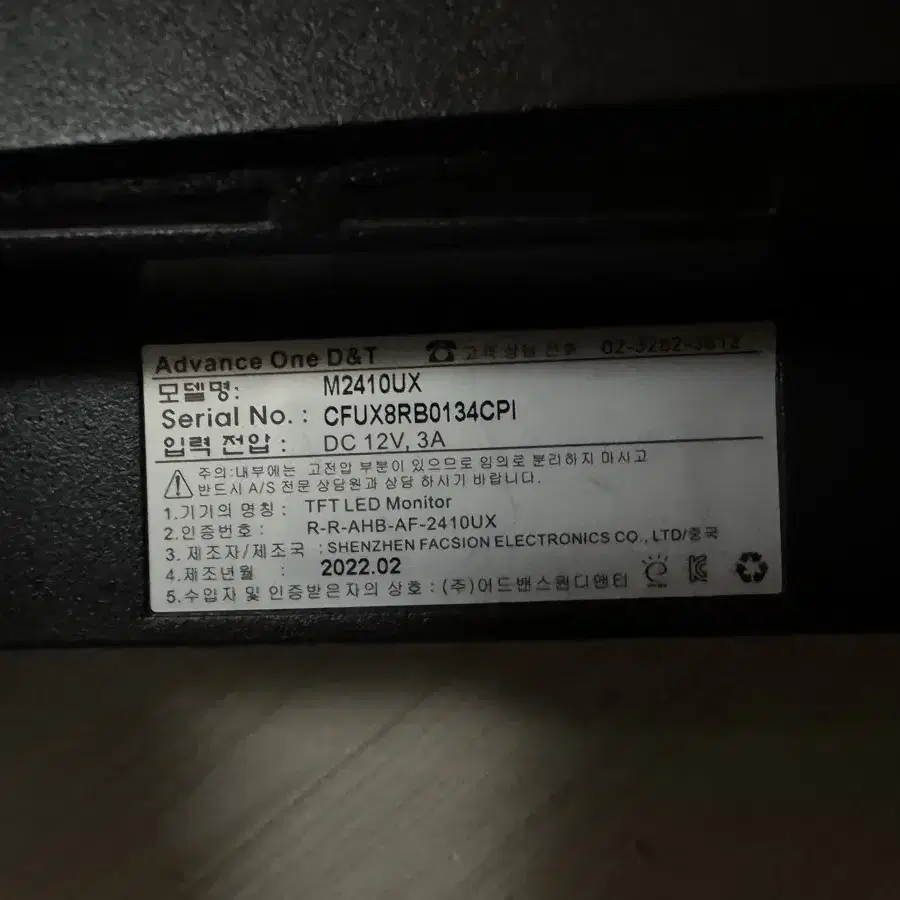 Advance One D&T ☎ 고객 상담 전화
모델명: M2410UX
Serial No. : CFUX8RB0134CPI
입력 전압 : DC 12V, 3A
주의:내부에는 고전압 부분이 있으므로 임의로 분리하지 마시고
반드시 A/S 전문 상담원과 상담 하시기 바랍니다.
1.기기의 명칭 : TFT LED Monitor
2.인증번호 : R-R-AHB-AF-2410UX
3. 제조자/제조국 : SHENZHEN FACSION ELECTRONICS CO., LTD/중국
4.제조년월 : 2022.02
5.수입자 및 인증받은자의 상호 : (주)어드밴스원디앤티